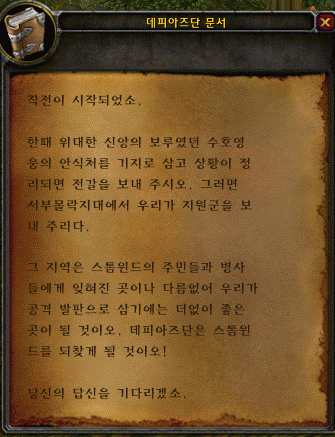 데피아즈단 문서
작전이 시작되었소.
한때 위대한 신앙의 보루였던 수호영
웅의 안식처를 기지로 삼고 상황이 정
리되면 전갈을 보내 주시오. 그러면
서부몰락지대에서 우리가 지원군을 보
내 주리다.
그 지역은 스톰윈드의 주민들과 병사
들에게 잊혀진 곳이나 다름없어 우리가
공격 발판으로 삼기에는 더없이 좋은
곳이 될 것이오. 데피아즈단은 스톰윈
드를 되찾게 될 것이오!
당신의 답신을 기다리겠소.